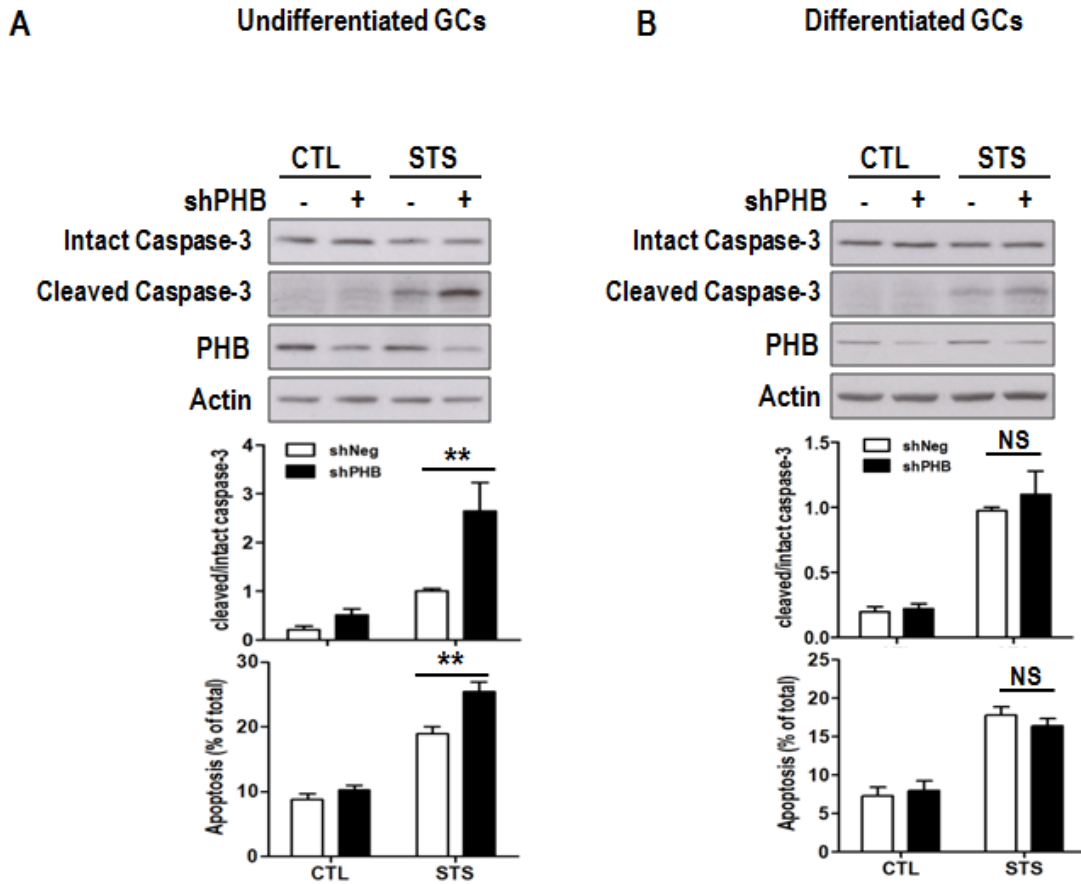 A
Undifferentiated GCs
CTL STS
shPHB - + - +
Intact Caspase-3
Cleaved Caspase-3
PHB
Actin
4
3
2
1
0
cleaved/intact caspase-3
shNeg
shPHB
**
30
20
10
0
Apoptosis (% of total)
**
CTL STS
B
Differentiated GCs
CTL STS
shPHB - + - +
Intact Caspase-3
Cleaved Caspase-3
PHB
Actin
1.5
1.0
0.5
0.0
cleaved/intact caspase-3
shNeg
shPHB
NS
25
20
15
10
5
0
Apoptosis (% of total)
NS
CTL STS